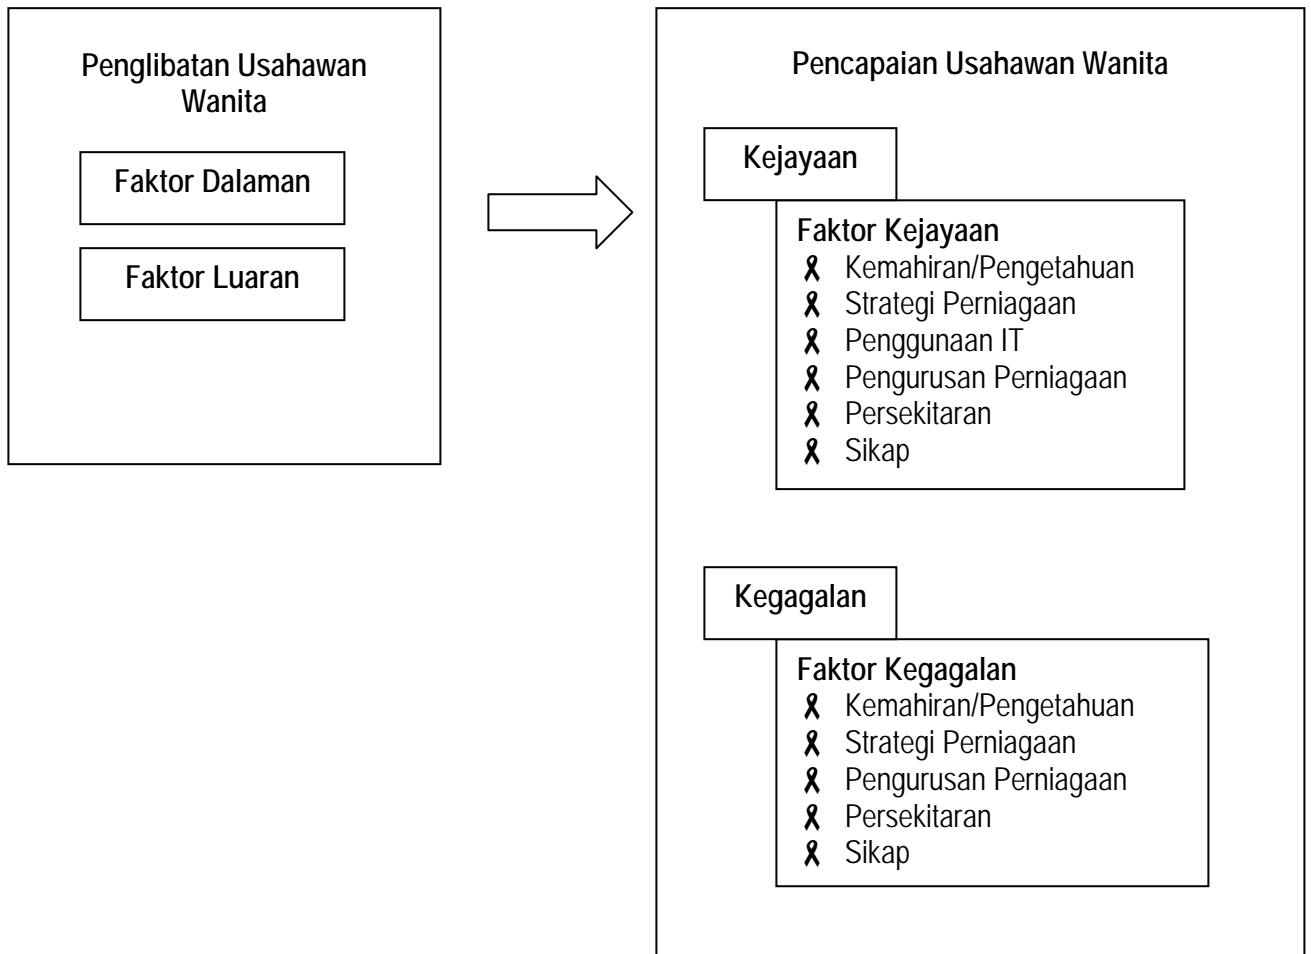 Penglibatan Usahawan
Wanita
Faktor Dalaman
Faktor Luaran
Pencapaian Usahawan Wanita
Kejayaan
Faktor Kejayaan
Kemahiran/Pengetahuan
Strategi Perniagaan
Penggunaan IT
Pengurusan Perniagaan
Persekitaran
Sikap
Kegagalan
Faktor Kegagalan
Kemahiran/Pengetahuan
Strategi Perniagaan
Pengurusan Perniagaan
Persekitaran
Sikap